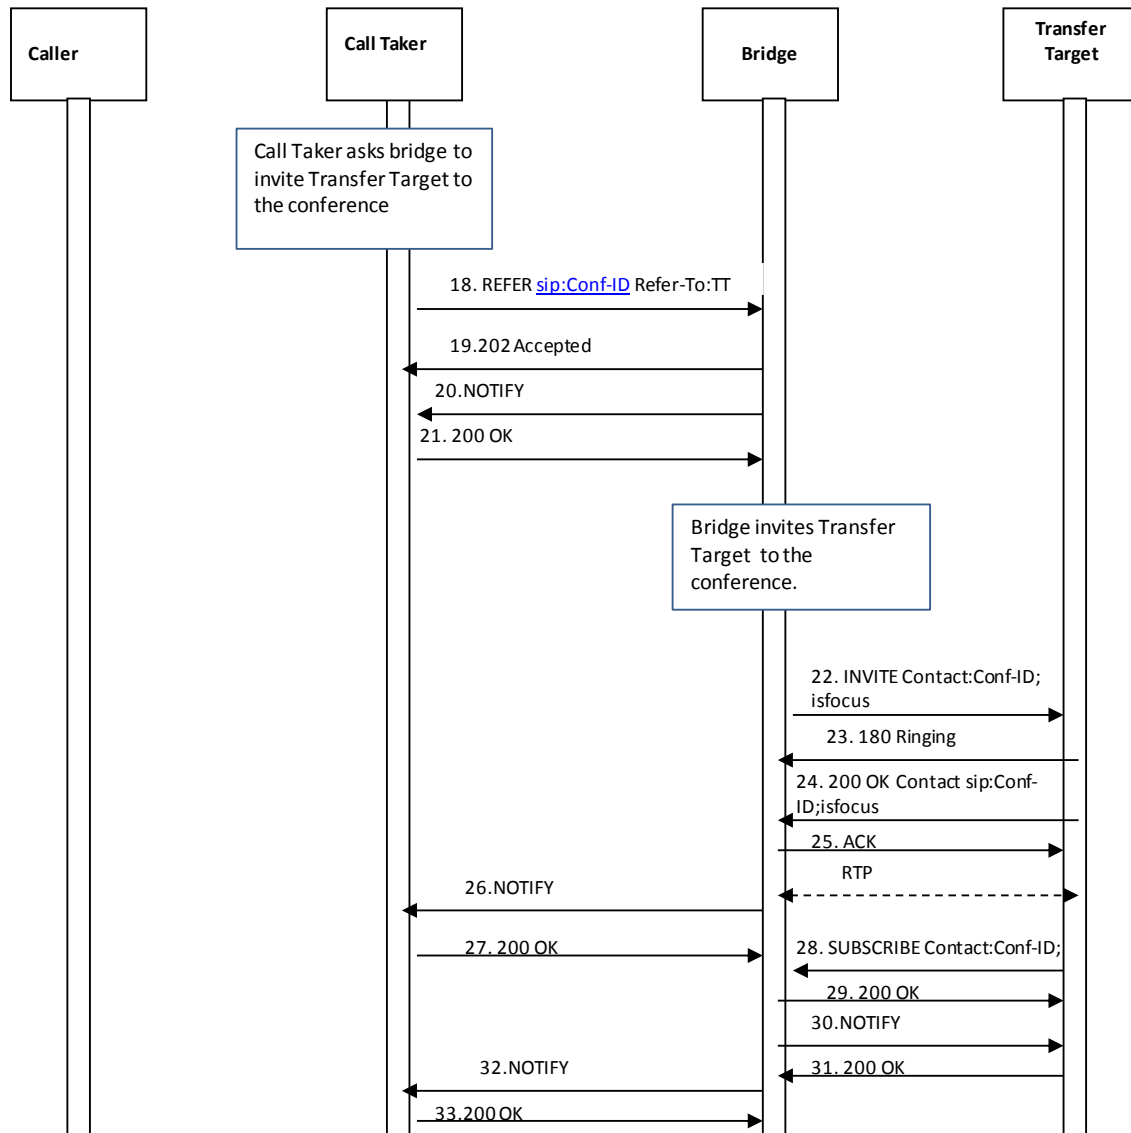 Caller
Call Taker
Bridge
Transfer
Target
Call Taker asks bridge to
invite Transfer Target to
the conference
18. REFER sip:Conf-ID Refer-To:TT
19.202 Accepted
20.NOTIFY
21. 200 OK
Bridge invites Transfer
Target to the
conference.
22. INVITE Contact:Conf-ID;
isfocus
23. 180 Ringing
24. 200 OK Contact sip:Conf-
ID;isfocus
25. ACK
RTP
26.NOTIFY
27. 200 OK
28. SUBSCRIBE Contact:Conf-ID;
29. 200 OK
30.NOTIFY
31. 200 OK
32.NOTIFY
33.200 OK